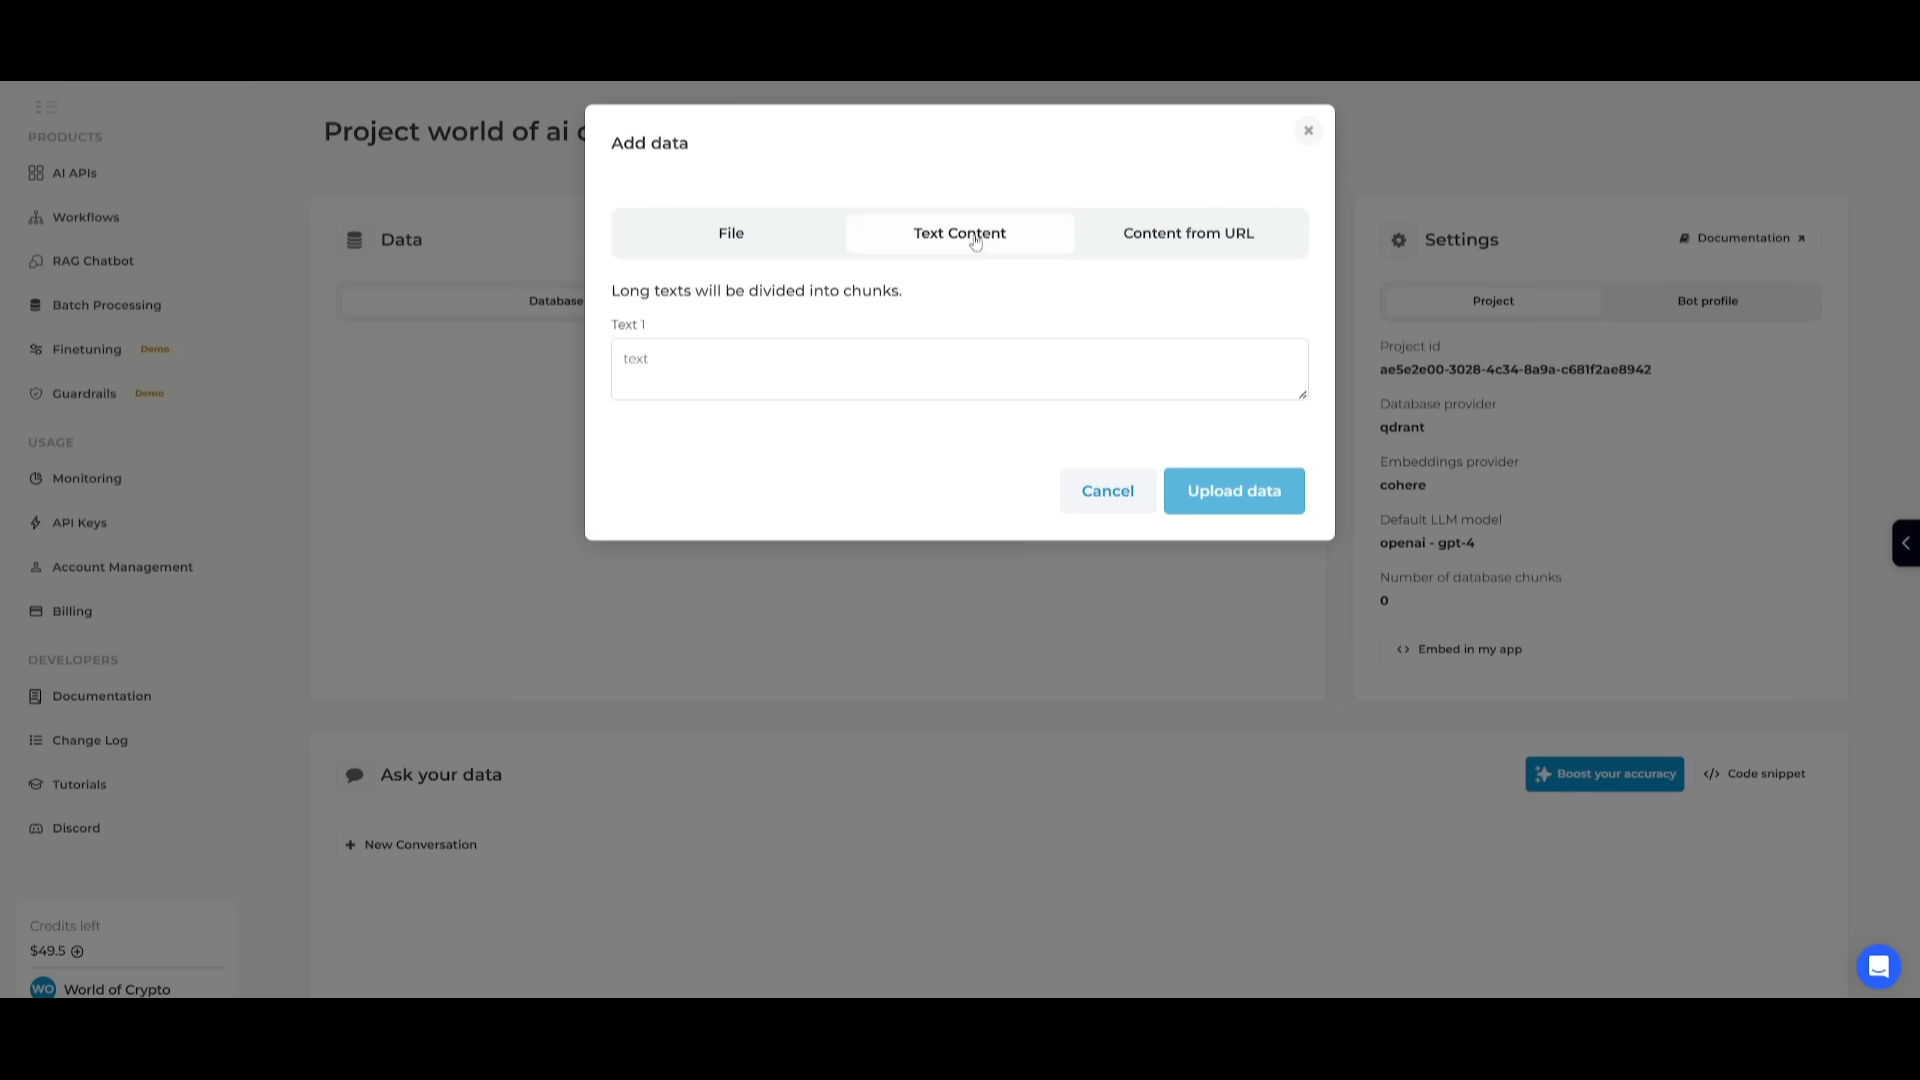 PRODUCTS
AI APIs
Workflows
RAG Chatbot
Batch Processing
Finetuning Demo
Guardrails Demo
USAGE
Monitoring
API Keys
Account Management
Billing
DEVELOPERS
Documentation
Change Log
Tutorials
Discord
Credits left
$49.5
WO World of Crypto
Project world of ai
Data
Database
Add data
×
File
Text Content
Content from URL
Long texts will be divided into chunks.
Text 1
text
Cancel
Upload data
Settings
Documentation
Project
Bot profile
Project id
ae5e2e00-3028-4c34-8a9a-c681f2ae8942
Database provider
qdrant
Embeddings provider
cohere
Default LLM model
openai - gpt-4
Number of database chunks
0
<> Embed in my app
Ask your data
Boost your accuracy
</> Code snippet
+ New Conversation